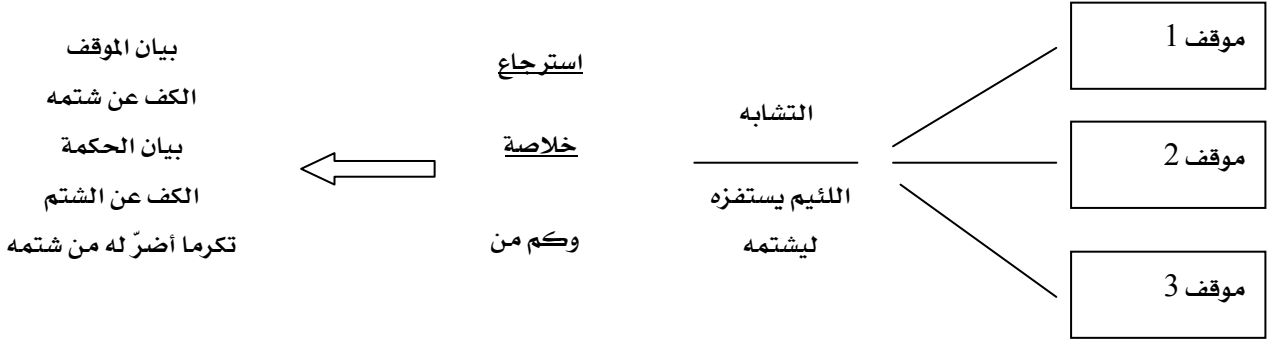 موقف 1
موقف 2
موقف 3
التشابه
اللئيم يستفزه
ليشتمه
استرجاع
خلاصة
وكم من
بيان الموقف
الكف عن شتمه
بيان الحكمة
الكف عن الشتم
تكرما أضرّ له من شتمه